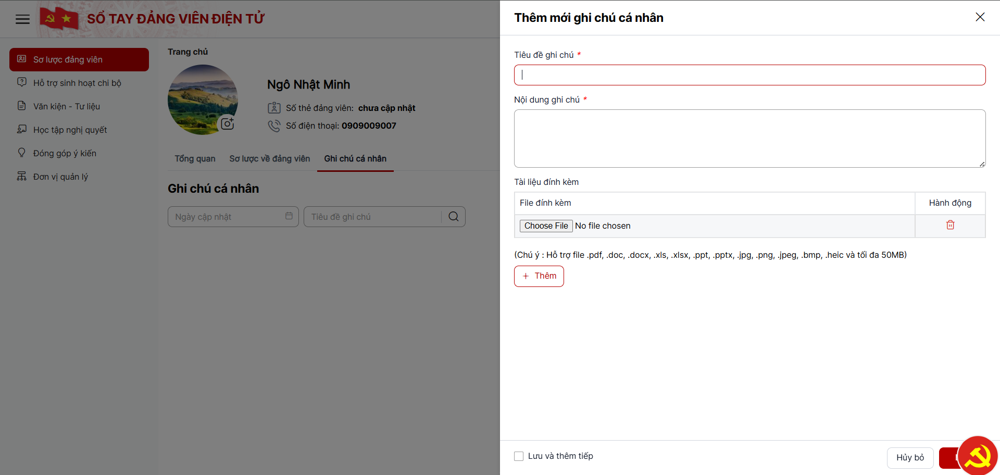 SỔ TAY ĐẢNG VIÊN ĐIỆN TỬ
Sơ lược đảng viên
Hỗ trợ sinh hoạt chi bộ
Văn kiện - Tư liệu
Học tập nghị quyết
Đóng góp ý kiến
Đơn vị quản lý
Trang chủ
Ngô Nhật Minh
Số thẻ đảng viên: chưa cập nhật
Số điện thoại: 0909009007
Tổng quan
Sơ lược về đảng viên
Ghi chú cá nhân
Ghi chú cá nhân
Ngày cập nhật
Tiêu đề ghi chú
Thêm mới ghi chú cá nhân
Tiêu đề ghi chú *
Nội dung ghi chú *
Tài liệu đính kèm
File đính kèm
Hành động
Choose File No file chosen
(Chú ý : Hỗ trợ file .pdf, .doc, .docx, .xls, .xlsx, .ppt, .pptx, .jpg, .png, .jpeg, .bmp, .heic và tối đa 50MB)
+ Thêm
Lưu và thêm tiếp
Hủy bỏ